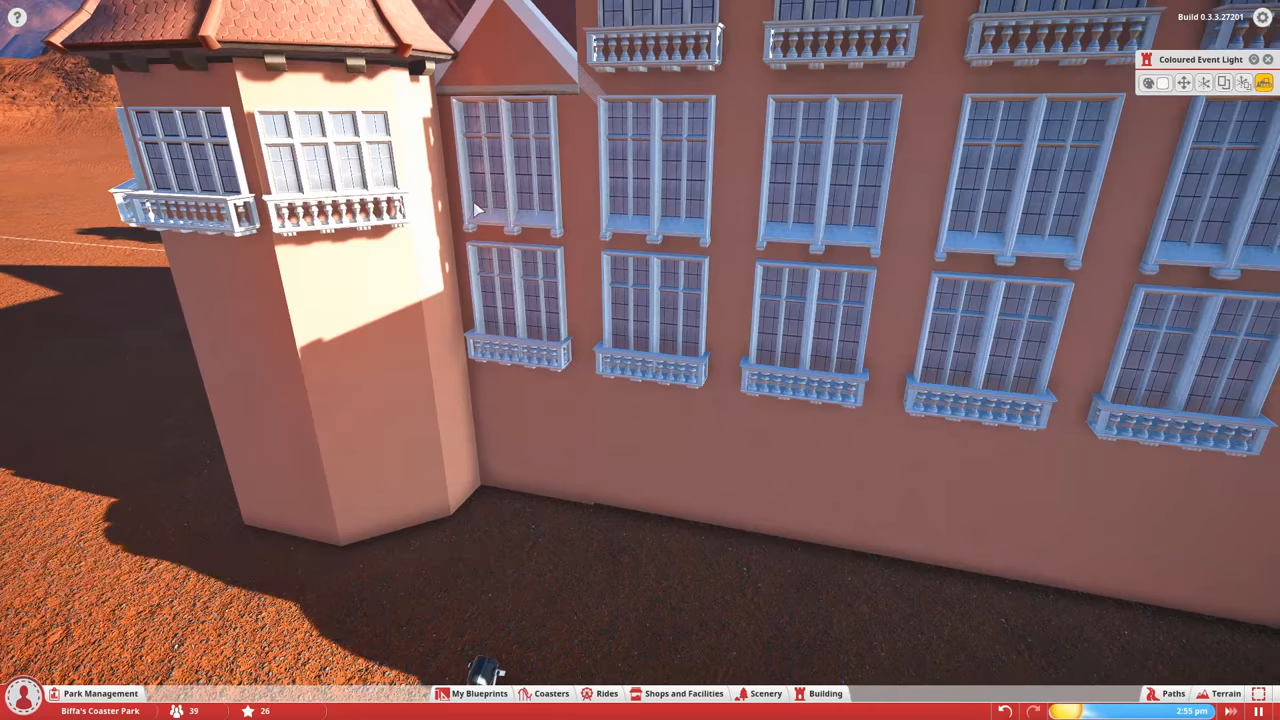 ?
Build 0.3.3.27201
Coloured Event Light
Park Management
My Blueprints
Coasters
Rides
Shops and Facilities
Scenery
Building
Paths
Terrain
Biffa's Coaster Park
39
26
2:55 pm